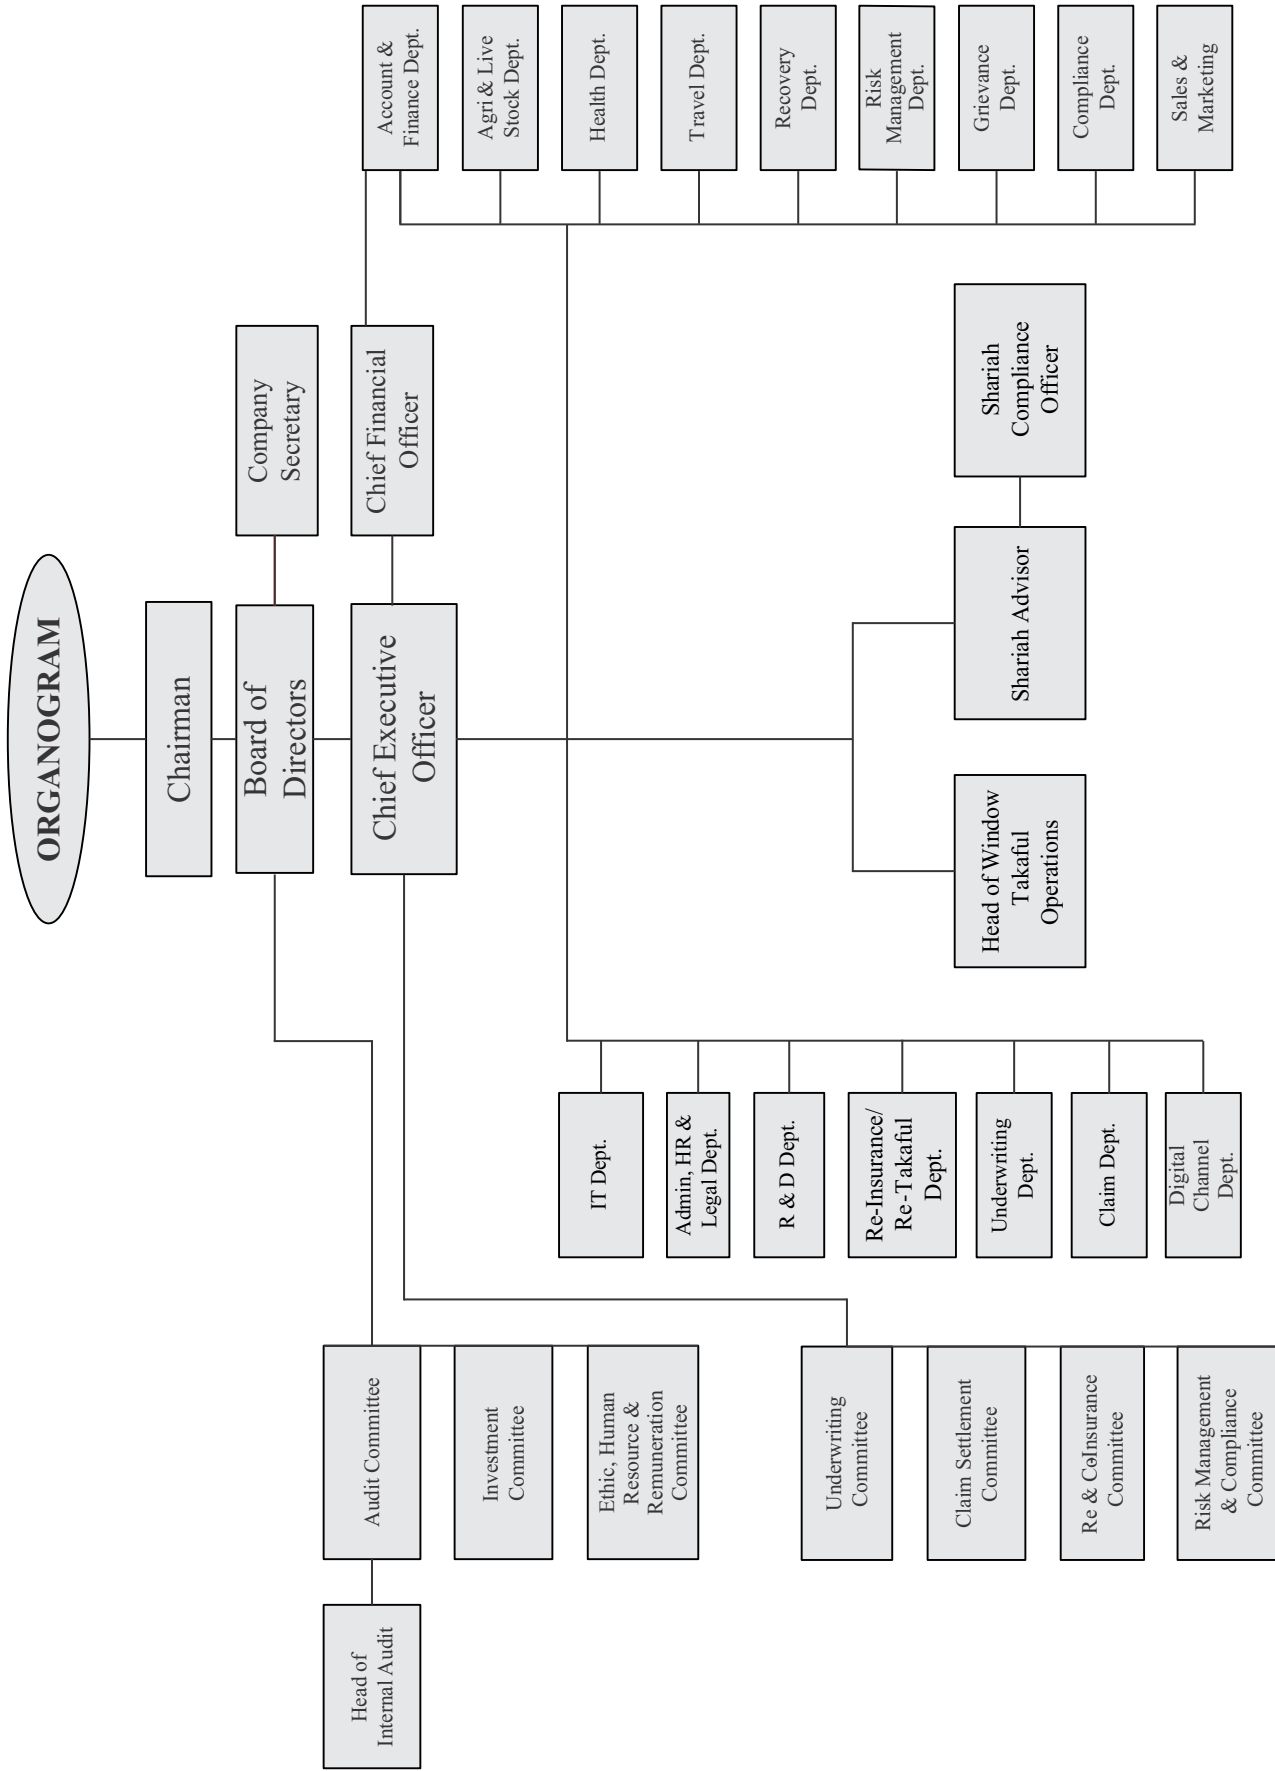 ORGANOGRAM
Chairman
Board of
Directors
Company
Secretary
Chief Executive
Officer
Chief Financial
Officer
Head of
Internal Audit
Audit Committee
Investment
Committee
Ethic, Human
Resource &
Remuneration
Committee
Underwriting
Committee
Claim Settlement
Committee
Re & CoInsurance
Committee
Risk Management
& Compliance
Committee
IT Dept.
Admin, HR &
Legal Dept.
R & D Dept.
Re-Insurance/
Re-Takaful
Dept.
Underwriting
Dept.
Claim Dept.
Digital
Channel
Dept.
Head of Window
Takaful
Operations
Shariah Advisor
Shariah
Compliance
Officer
Account &
Finance Dept.
Agri & Live
Stock Dept.
Health Dept.
Travel Dept.
Recovery
Dept.
Risk
Management
Dept.
Grievance
Dept.
Compliance
Dept.
Sales &
Marketing